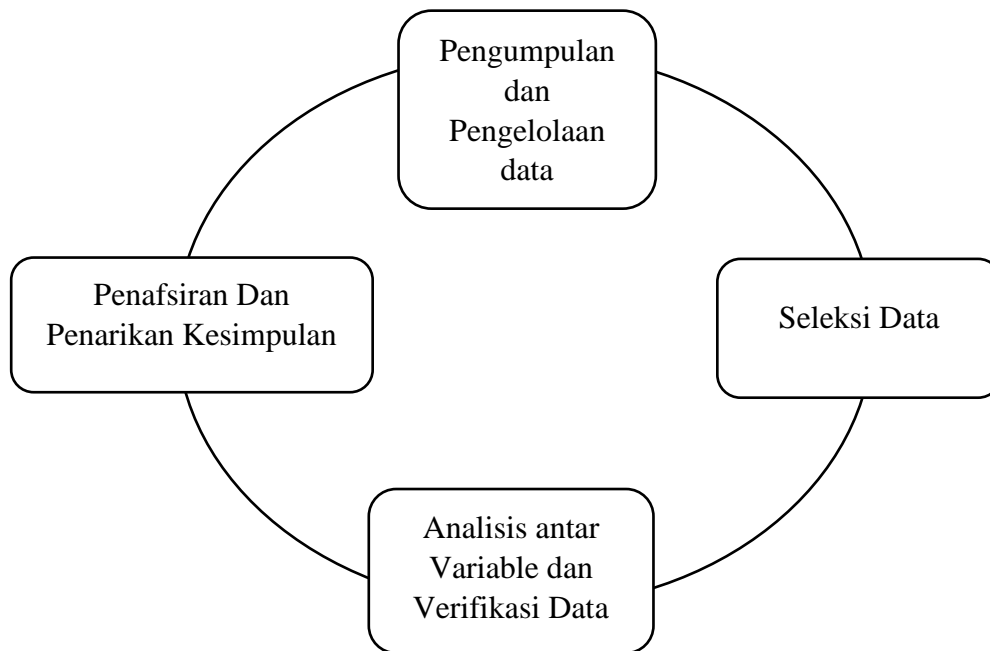 Pengumpulan
dan
Pengelolaan
data
Penafsiran Dan
Penarikan Kesimpulan
Seleksi Data
Analisis antar
Variable dan
Verifikasi Data